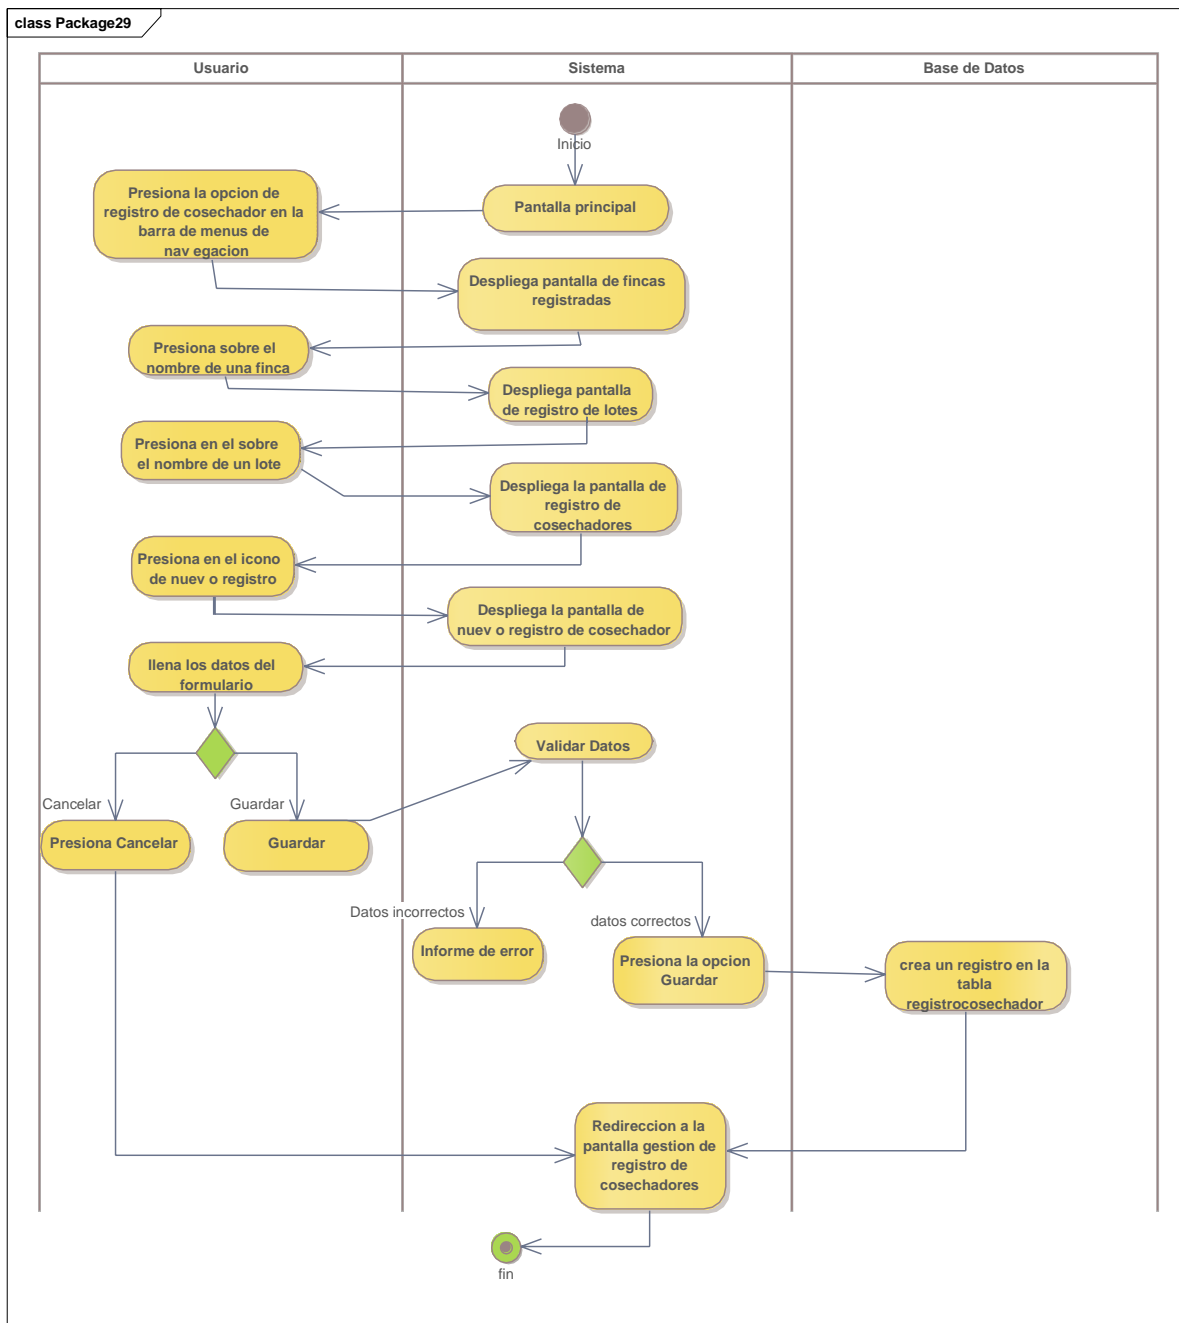 class Package29
Usuario
Sistema
Base de Datos
Inicio
Pantalla principal
Presiona la opcion de
registro de cosechador en la
barra de menus de
nav egacion
Despliega pantalla de fincas
registradas
Presiona sobre el
nombre de una finca
Despliega pantalla
de registro de lotes
Presiona en el sobre
el nombre de un lote
Despliega la pantalla de
registro de
cosechadores
Presiona en el icono
de nuev o registro
Despliega la pantalla de
nuev o registro de cosechador
llena los datos del
formulario
Validar Datos
Cancelar
Guardar
Presiona Cancelar
Guardar
Datos incorrectos
datos correctos
Informe de error
Presiona la opcion
Guardar
crea un registro en la
tabla
registrocosechador
Redireccion a la
pantalla gestion de
registro de
cosechadores
fin